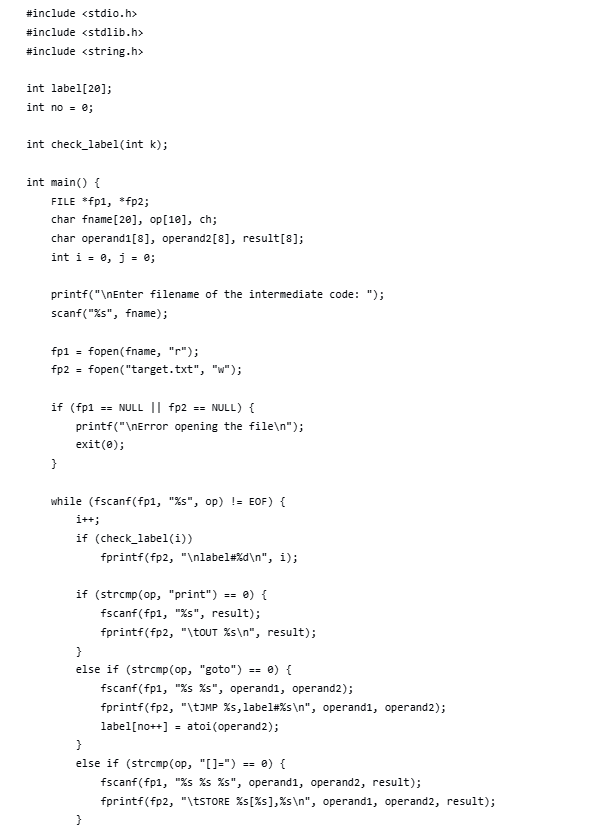 #include <stdio.h>
#include <stdlib.h>
#include <string.h>

int label[20];
int no = 0;

int check_label(int k);

int main() {
    FILE *fp1, *fp2;
    char fname[20], op[10], ch;
    char operand1[8], operand2[8], result[8];
    int i = 0, j = 0;

    printf("\nEnter filename of the intermediate code: ");
    scanf("%s", fname);

    fp1 = fopen(fname, "r");
    fp2 = fopen("target.txt", "w");

    if (fp1 == NULL || fp2 == NULL) {
        printf("\nError opening the file\n");
        exit(0);
    }

    while (fscanf(fp1, "%s", op) != EOF) {
        i++;
        if (check_label(i))
            fprintf(fp2, "\nlabel#%d\n", i);

        if (strcmp(op, "print") == 0) {
            fscanf(fp1, "%s", result);
            fprintf(fp2, "\tOUT %s\n", result);
        }
        else if (strcmp(op, "goto") == 0) {
            fscanf(fp1, "%s %s", operand1, operand2);
            fprintf(fp2, "\tJMP %s,label#%s\n", operand1, operand2);
            label[no++] = atoi(operand2);
        }
        else if (strcmp(op, "[]=") == 0) {
            fscanf(fp1, "%s %s %s", operand1, operand2, result);
            fprintf(fp2, "\tSTORE %s[%s],%s\n", operand1, operand2, result);
        }